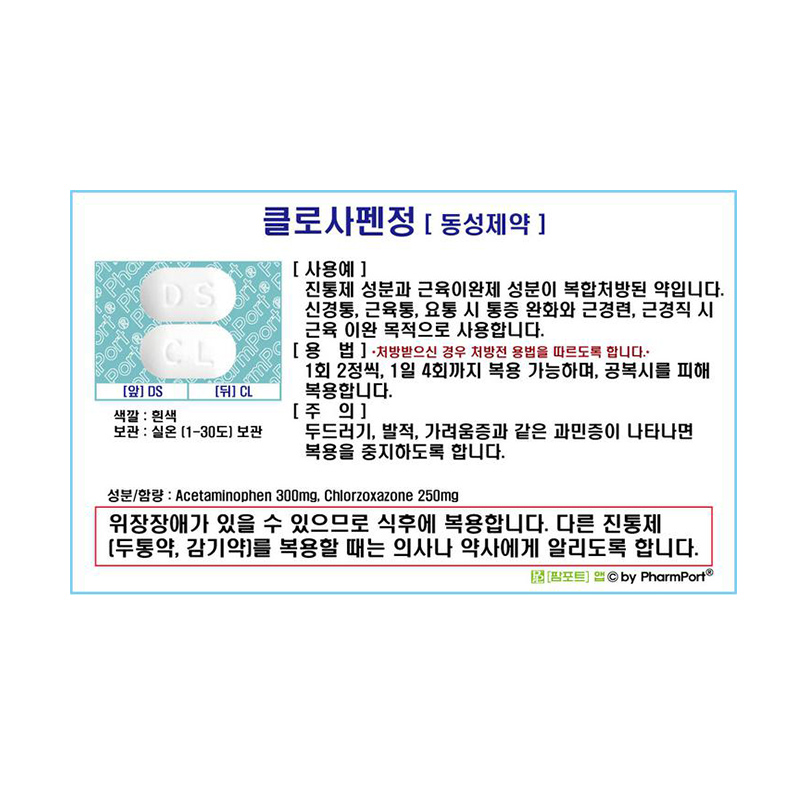 클로사펜정 [ 동성제약 ]
PharmPort®
DS
CL
[앞] DS
[뒤] CL
색깔 : 흰색
보관 : 실온 (1-30도) 보관
[ 사용예 ]
진통제 성분과 근육이완제 성분이 복합처방된 약입니다.
신경통, 근육통, 요통 시 통증 완화와 근경련, 근경직 시
근육 이완 목적으로 사용합니다.
[ 용 법 ] •처방받으신 경우 처방전 용법을 따르도록 합니다.•
1회 2정씩, 1일 4회까지 복용 가능하며, 공복시를 피해
복용합니다.
[ 주 의 ]
두드러기, 발적, 가려움증과 같은 과민증이 나타나면
복용을 중지하도록 합니다.
성분/함량 : Acetaminophen 300mg, Chlorzoxazone 250mg
위장장애가 있을 수 있으므로 식후에 복용합니다. 다른 진통제
(두통약, 감기약)를 복용할 때는 의사나 약사에게 알리도록 합니다.
[팜포트] 앱 © by PharmPort®